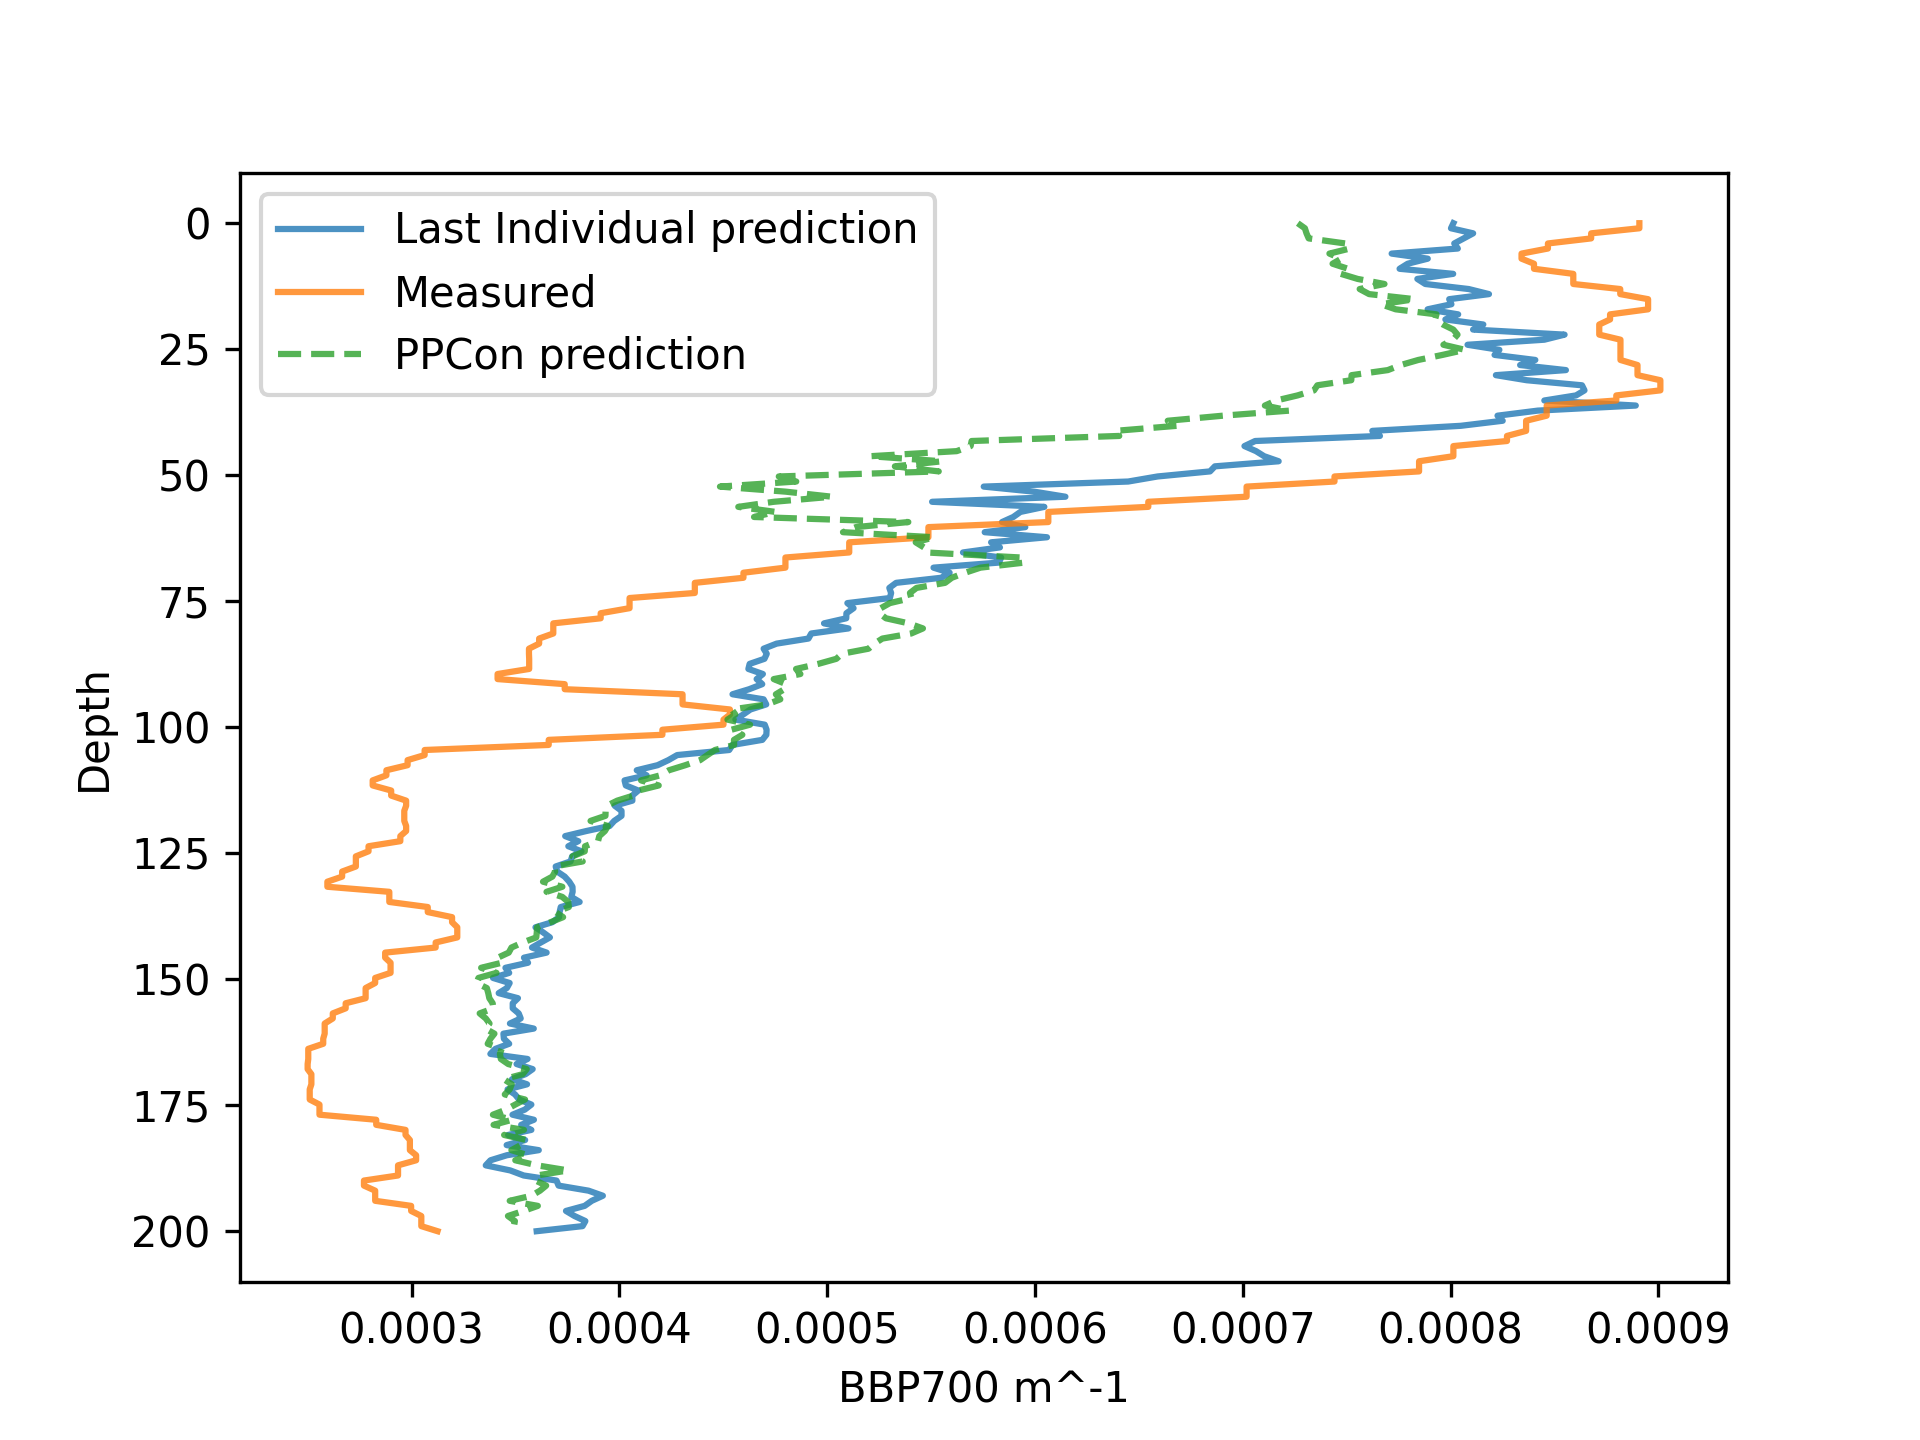 Last Individual prediction
Measured
PPCon prediction
0
25
50
75
100
125
150
175
200
Depth
0.0003 0.0004 0.0005 0.0006 0.0007 0.0008 0.0009
BBP700 m^-1